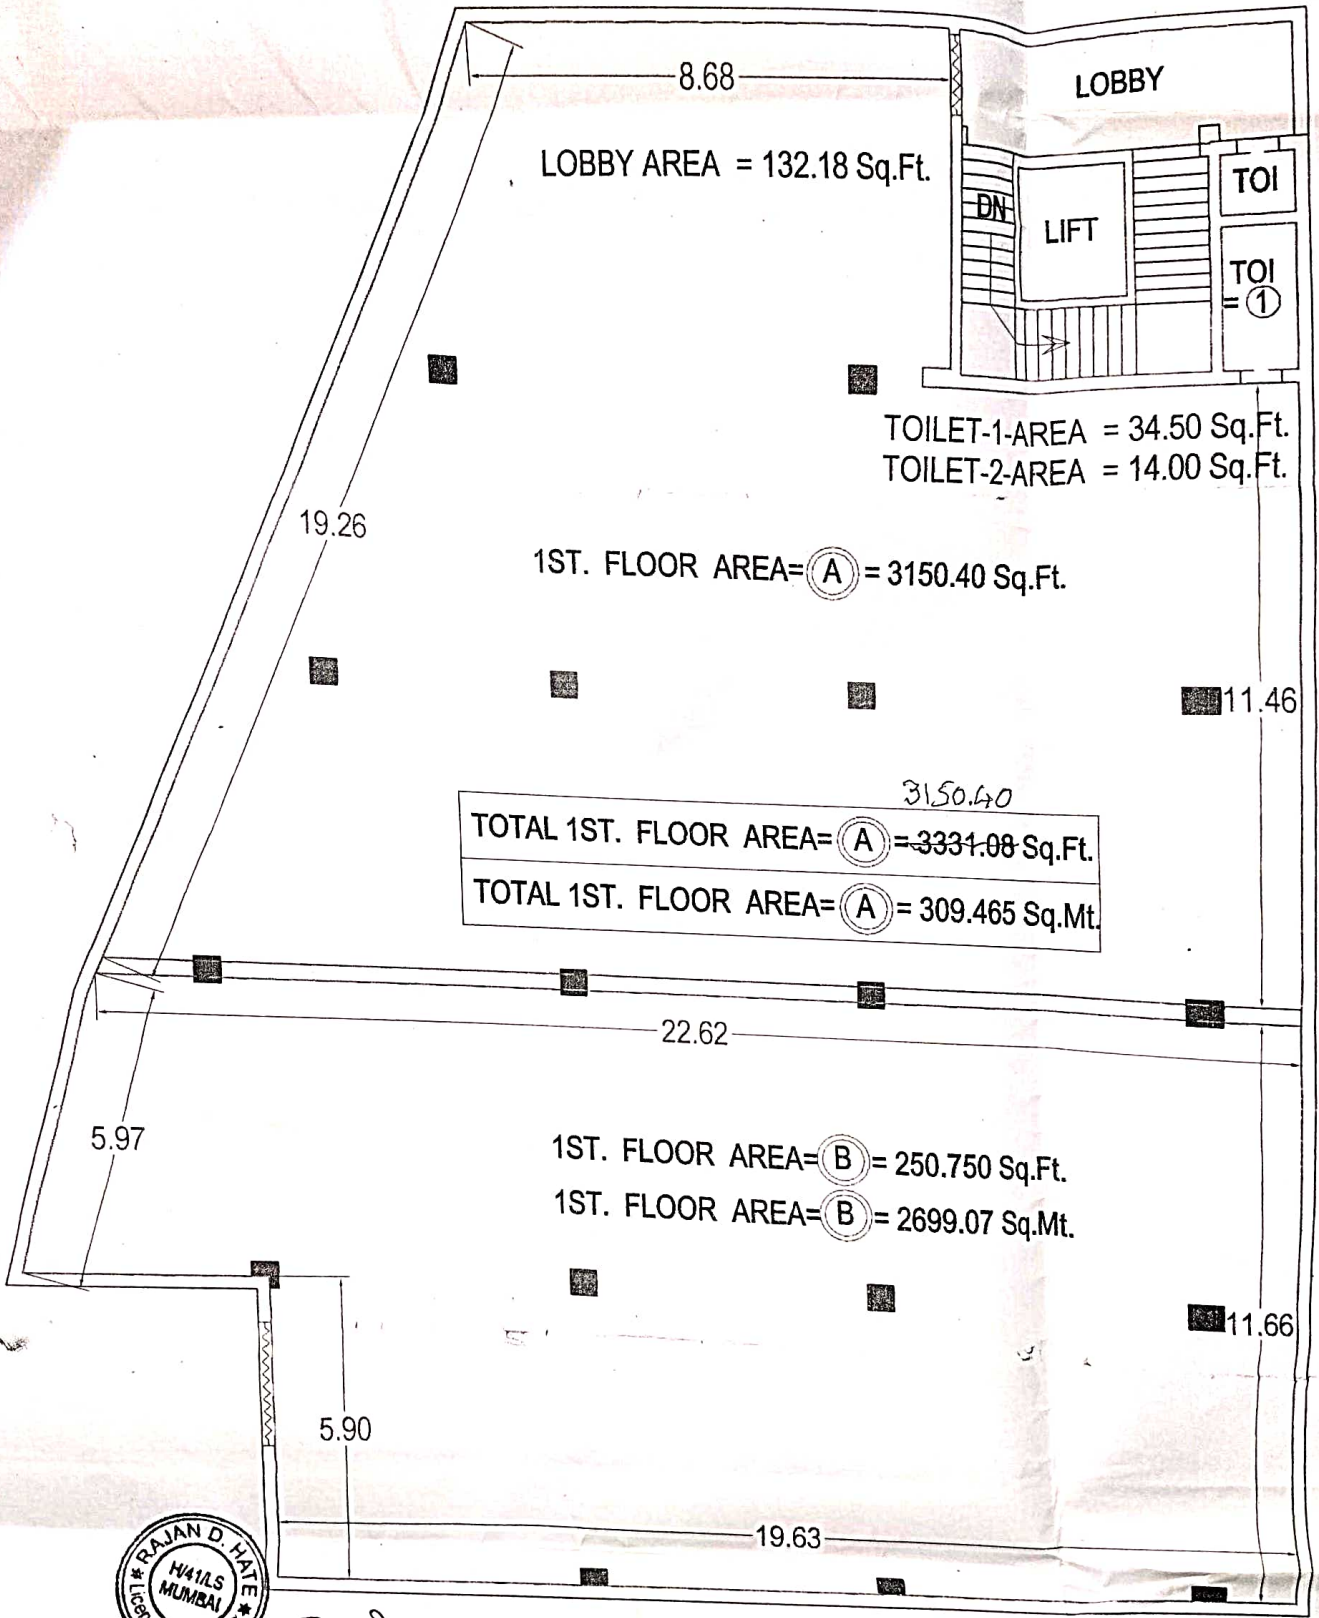 8.68
LOBBY
LOBBY AREA = 132.18 Sq.Ft.
TOI
DN
LIFT
TOI
= 1
TOILET-1-AREA = 34.50 Sq.Ft.
TOILET-2-AREA = 14.00 Sq.Ft.
19.26
1ST. FLOOR AREA= A = 3150.40 Sq.Ft.
11.46
3150.40
TOTAL 1ST. FLOOR AREA= A = 3331.08 Sq.Ft.
TOTAL 1ST. FLOOR AREA= A = 309.465 Sq.Mt.
22.62
5.97
1ST. FLOOR AREA= B = 250.750 Sq.Ft.
1ST. FLOOR AREA= B = 2699.07 Sq.Mt.
11.66
5.90
19.63
* RAJAN D. HATE *
H/41/LS
MUMBAI